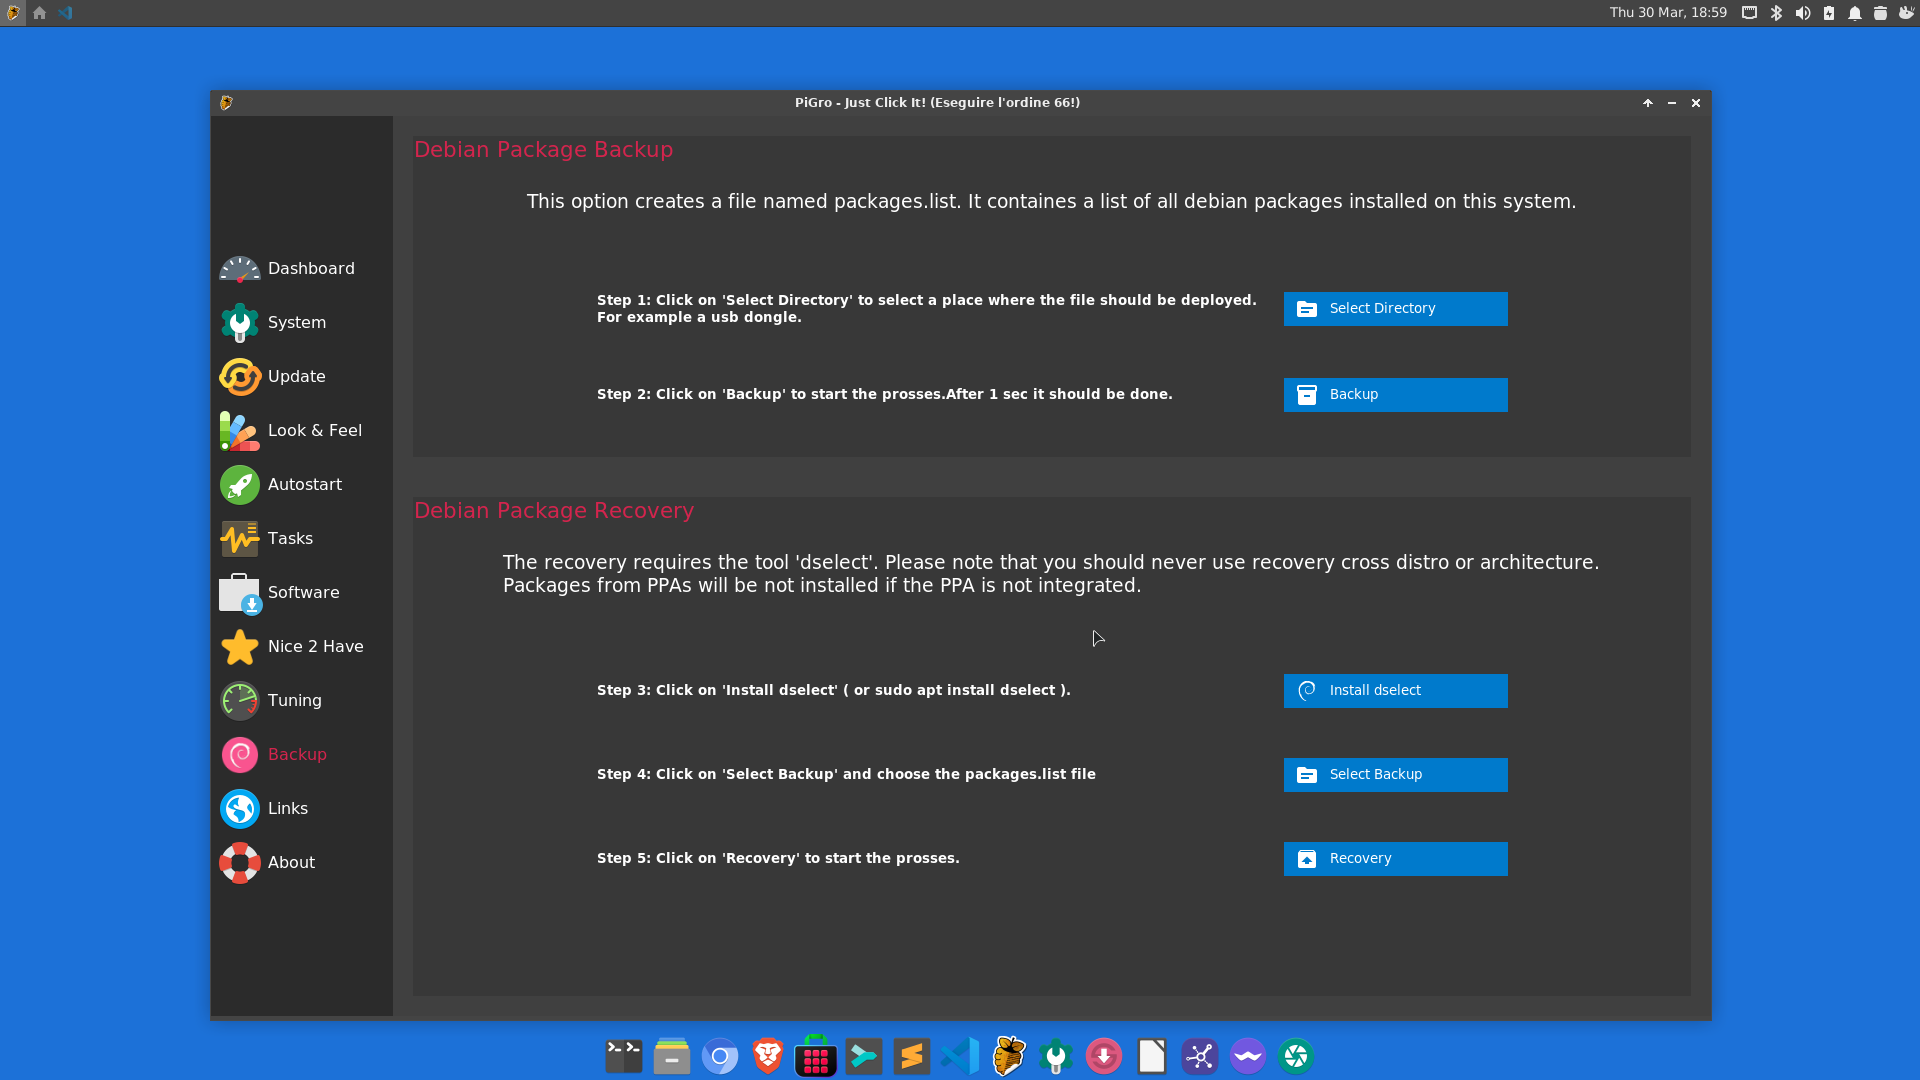 Thu 30 Mar, 18:59
PiGro - Just Click It! (Eseguire l'ordine 66!)
Dashboard
System
Update
Look & Feel
Autostart
Tasks
Software
Nice 2 Have
Tuning
Backup
Links
About
Debian Package Backup
This option creates a file named packages.list. It containes a list of all debian packages installed on this system.
Step 1: Click on 'Select Directory' to select a place where the file should be deployed.
For example a usb dongle.
Select Directory
Step 2: Click on 'Backup' to start the prosses.After 1 sec it should be done.
Backup
Debian Package Recovery
The recovery requires the tool 'dselect'. Please note that you should never use recovery cross distro or architecture.
Packages from PPAs will be not installed if the PPA is not integrated.
Step 3: Click on 'Install dselect' ( or sudo apt install dselect ).
Install dselect
Step 4: Click on 'Select Backup' and choose the packages.list file
Select Backup
Step 5: Click on 'Recovery' to start the prosses.
Recovery